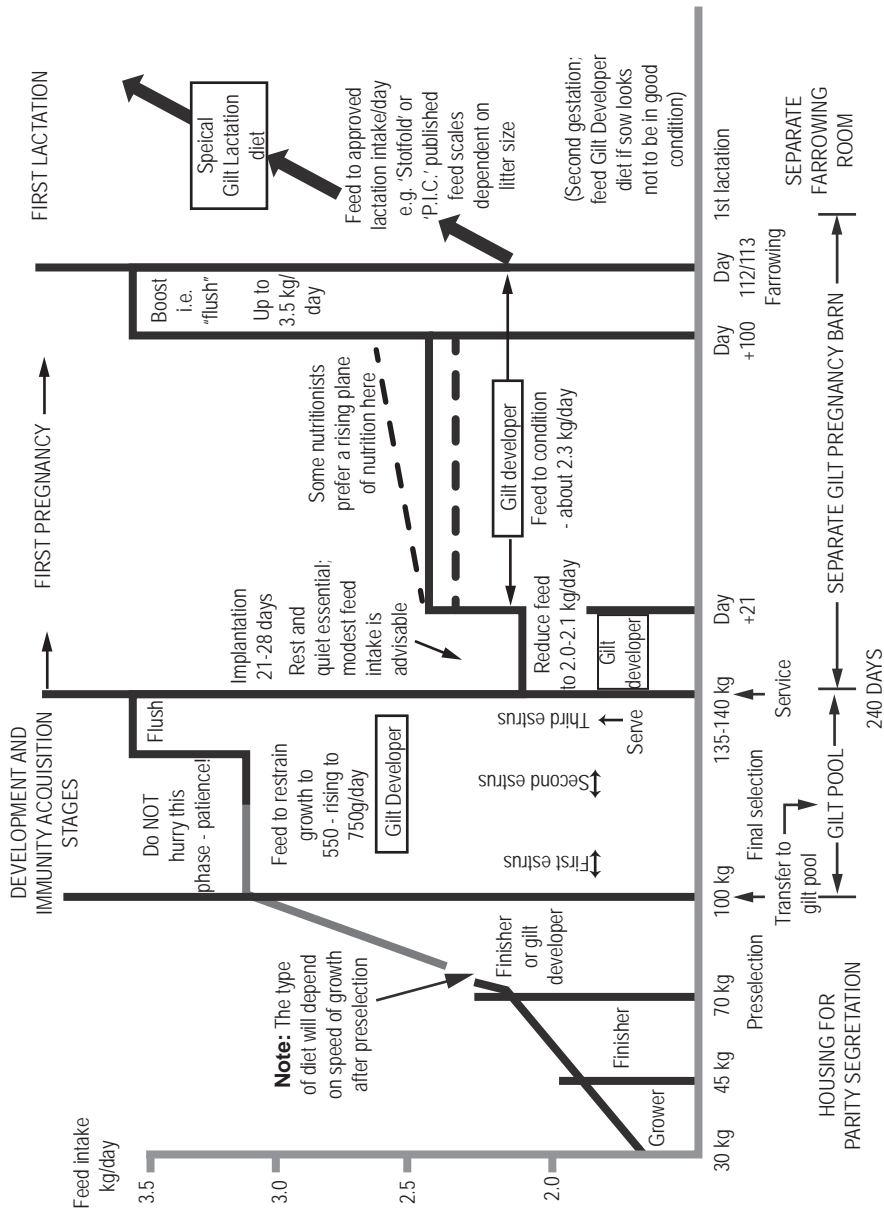 DEVELOPMENT AND
IMMUNITY ACQUISITION
STAGES
FIRST PREGNANCY
FIRST LACTATION
Feed intake
kg/day
3.5
3.0
2.5
2.0
Note: The type
of diet will depend
on speed of growth
after preselection
Grower
Finisher
Finisher
or gilt
developer
Do NOT
hurry this
phase - patience!
Flush
Feed to restrain
growth to
550 - rising to
750g/day
Gilt Developer
First estrus
Second estrus
Third estrus
Serve
Implantation
21-28 days
Rest and
quiet essential;
modest feed
intake is
advisable
Reduce feed
to 2.0-2.1 kg/day
Gilt
developer
Some nutritionists
prefer a rising plane
of nutrition here
Gilt developer
Feed to condition
- about 2.3 kg/day
Boost
i.e.
"flush"
Up to
3.5 kg/
day
Speical
Gilt Lactation
diet
Feed to approved
lactation intake/day
e.g. 'Stotfold' or
'P.I.C.' published
feed scales
dependent on
litter size
(Second gestation;
feed Gilt Developer
diet if sow looks
not to be in good
condition)
30 kg
45 kg
70 kg
100 kg
135-140 kg
Day
+21
Day
+100
Day
112/113
Farrowing
1st lactation
Preselection
Final selection
Transfer to
gilt pool
Service
HOUSING FOR
PARITY SEGRETATION
GILT POOL
240 DAYS
SEPARATE GILT PREGNANCY BARN
SEPARATE
FARROWING
ROOM